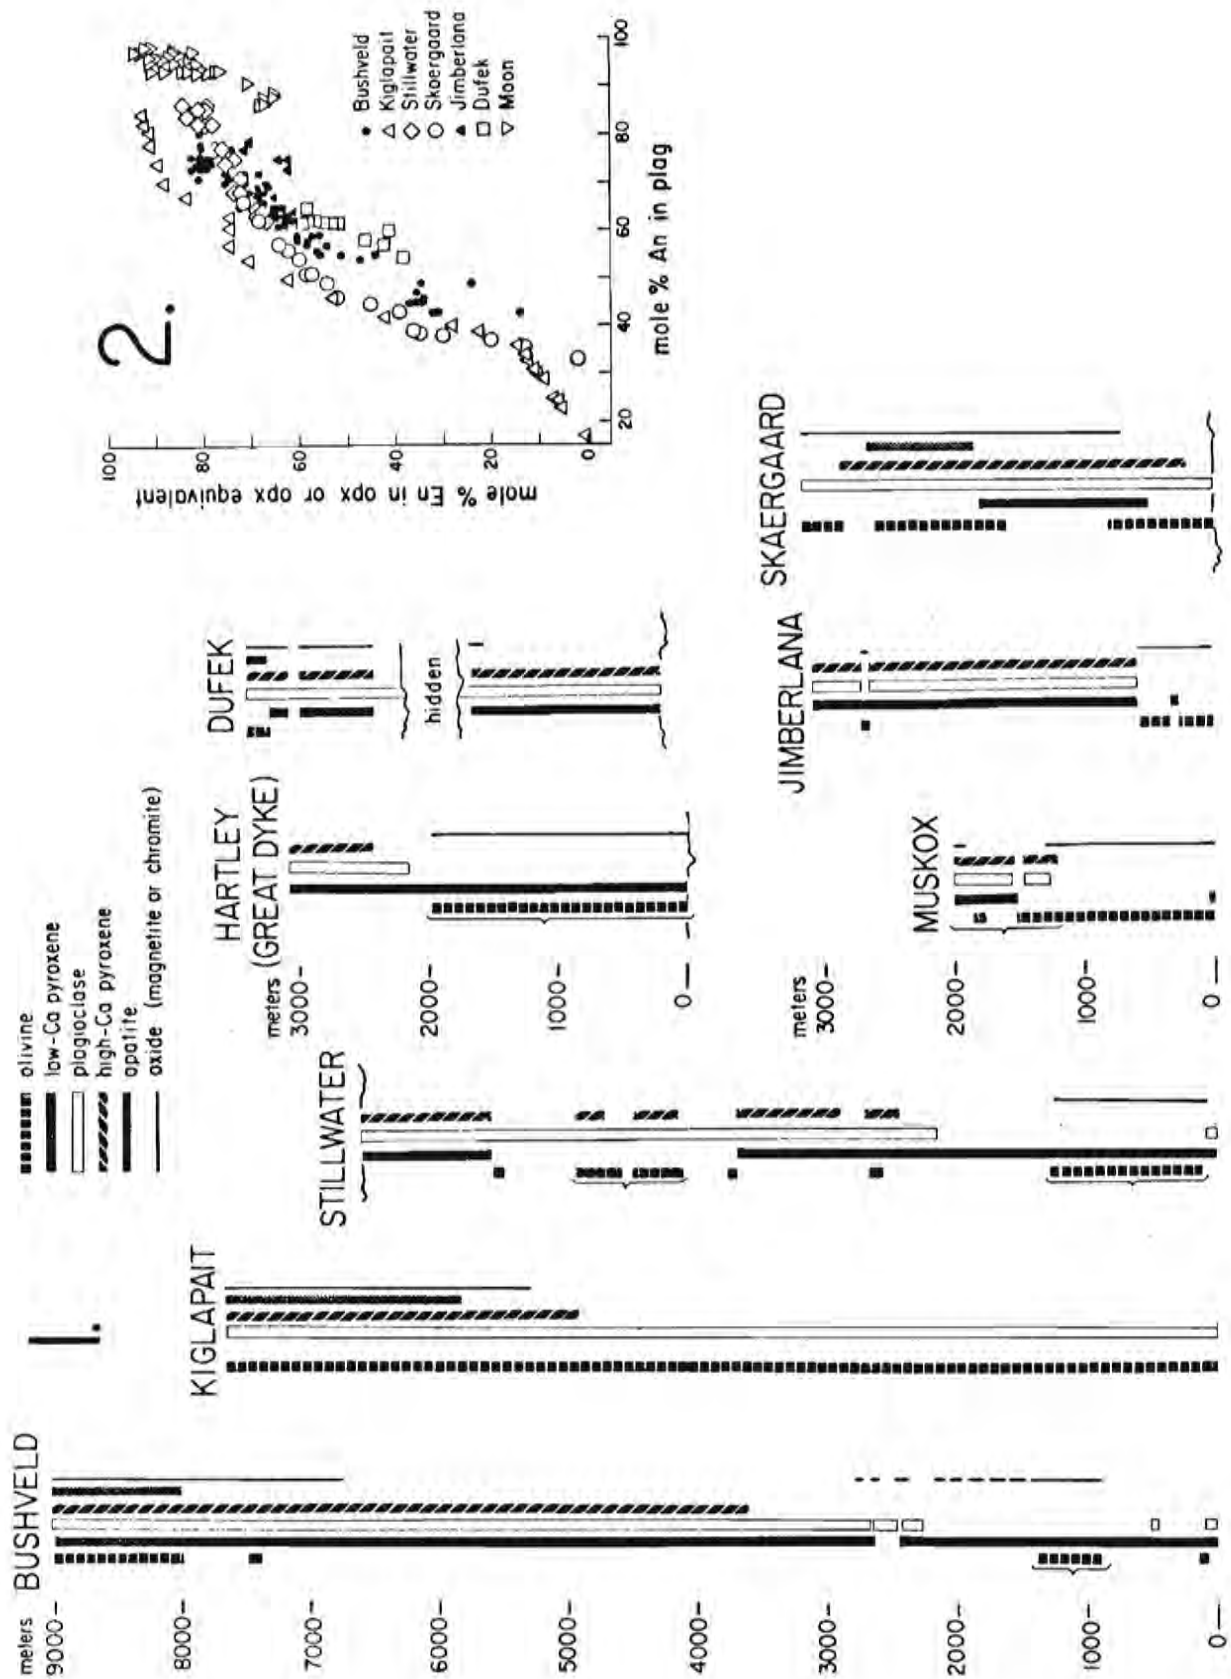 BUSHVELD
meters
9000-
8000-
7000-
6000-
5000-
4000-
3000-
2000-
1000-
0—
1.
KIGLAPAIT
STILLWATER
olivine
low-Ca pyroxene
plagioclase
high-Ca pyroxene
apatite
oxide (magnetite or chromite)
HARTLEY
(GREAT DYKE)
meters
3000-
2000-
1000-
0—
DUFEK
hidden
MUSKOX
meters
3000-
2000-
1000-
0—
JIMBERLANA
SKAERGAARD
2.
mole % En in opx or opx equivalent
100
80
60
40
20
0
20
40
60
80
100
mole % An in plag
Bushveld
Kiglapait
Stillwater
Skaergaard
Jimberlana
Dufek
Moon